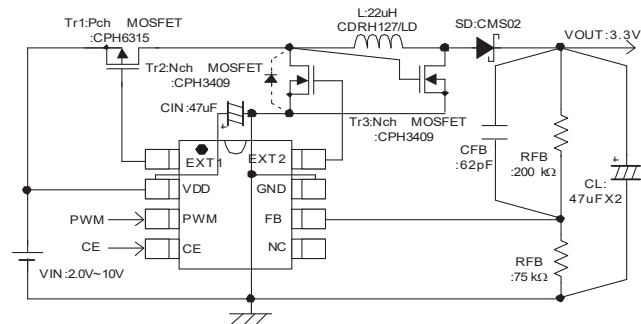 Tr1:Pch MOSFET
:CPH6315
L:22uH
CDRH127/LD
SD:CMS02
VOUT:3.3V
Tr2:Nch MOSFET
:CPH3409
CIN:47uF
+
Tr3:Nch MOSFET
:CPH3409
CFB
:62pF
RFB
:200 kΩ
+
CL:
47uFX2
EXT1
EXT2
VDD
GND
PWM
PWM
FB
CE
CE
NC
VIN:2.0V~10V
RFB
:75 kΩ